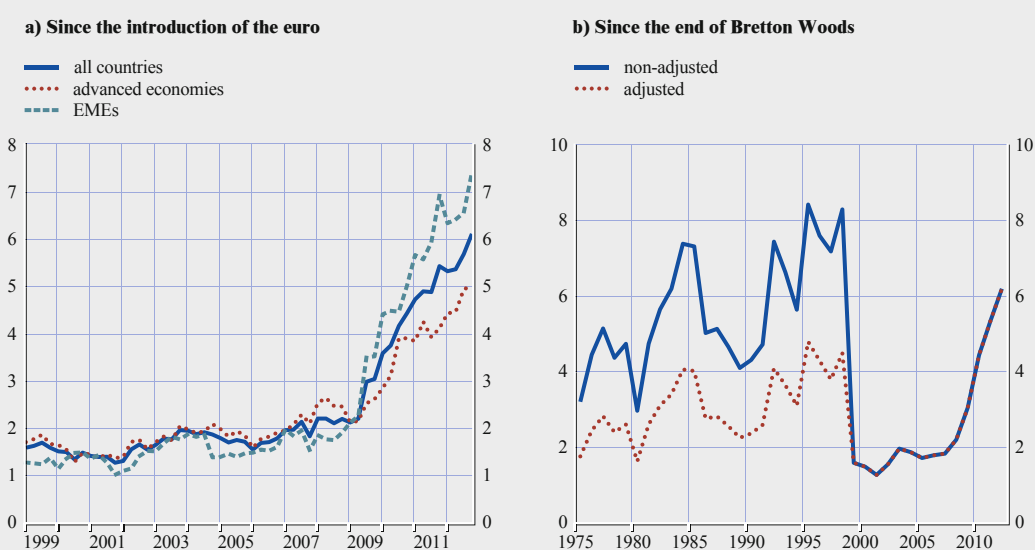 a) Since the introduction of the euro
all countries
advanced economies
EMEs
8 8
7 7
6 6
5 5
4 4
3 3
2 2
1 1
0 0
1999 2001 2003 2005 2007 2009 2011
b) Since the end of Bretton Woods
non-adjusted
adjusted
10 10
8 8
6 6
4 4
2 2
0 0
1975 1980 1985 1990 1995 2000 2005 2010